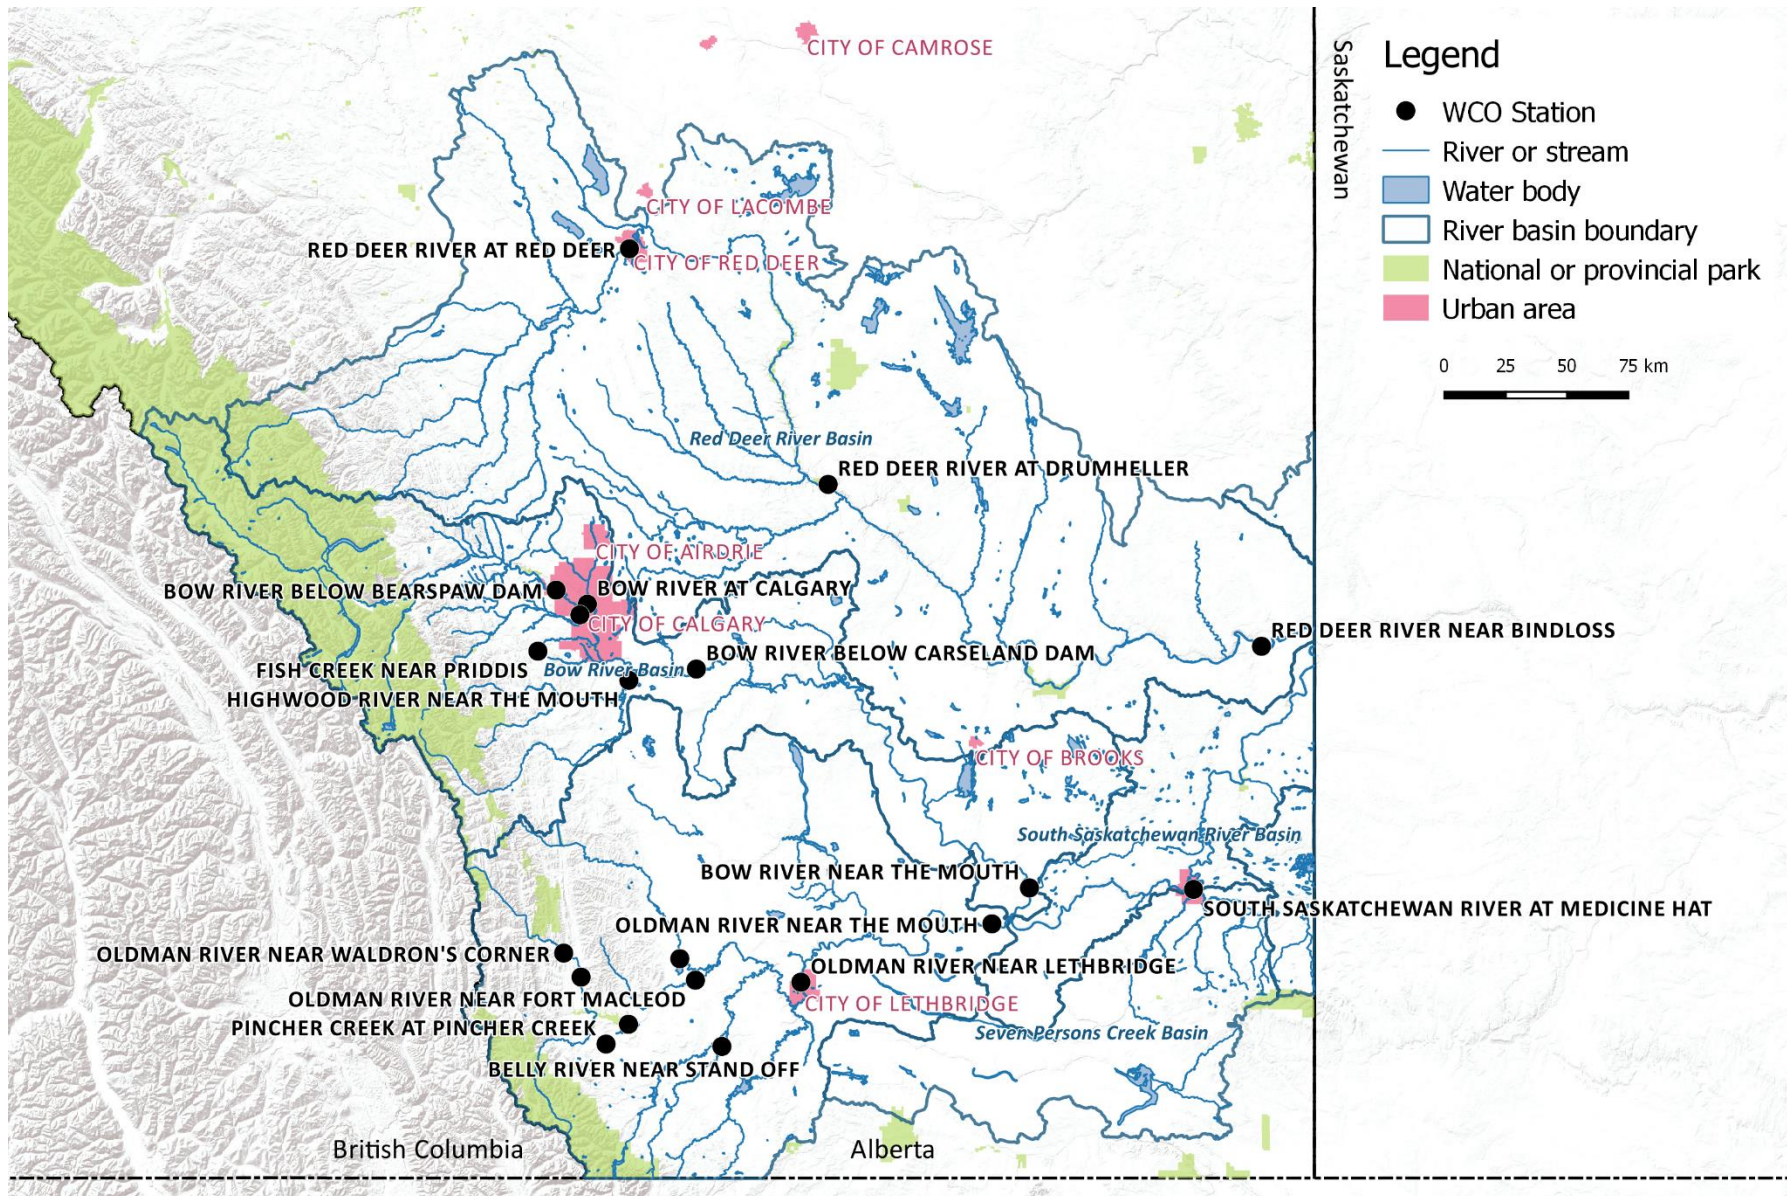 CITY OF CAMROSE
Saskatchewan
Legend
WCO Station
River or stream
Water body
River basin boundary
National or provincial park
Urban area
0 25 50 75 km
CITY OF LACOMBE
RED DEER RIVER AT RED DEER
CITY OF RED DEER
Red Deer River Basin
RED DEER RIVER AT DRUMHELLER
CITY OF AIRDRIE
BOW RIVER BELOW BEARSPAW DAM
BOW RIVER AT CALGARY
CITY OF CALGARY
RED DEER RIVER NEAR BINDLOSS
BOW RIVER BELOW CARSELAND DAM
FISH CREEK NEAR PRIDDIS
Bow River Basin
HIGHWOOD RIVER NEAR THE MOUTH
CITY OF BROOKS
South Saskatchewan River Basin
BOW RIVER NEAR THE MOUTH
SOUTH SASKATCHEWAN RIVER AT MEDICINE HAT
OLDMAN RIVER NEAR THE MOUTH
OLDMAN RIVER NEAR WALDRON'S CORNER
OLDMAN RIVER NEAR LETHBRIDGE
OLDMAN RIVER NEAR FORT MACLEOD
CITY OF LETHBRIDGE
PINCHER CREEK AT PINCHER CREEK
Seven Persons Creek Basin
BELLY RIVER NEAR STAND OFF
British Columbia
Alberta